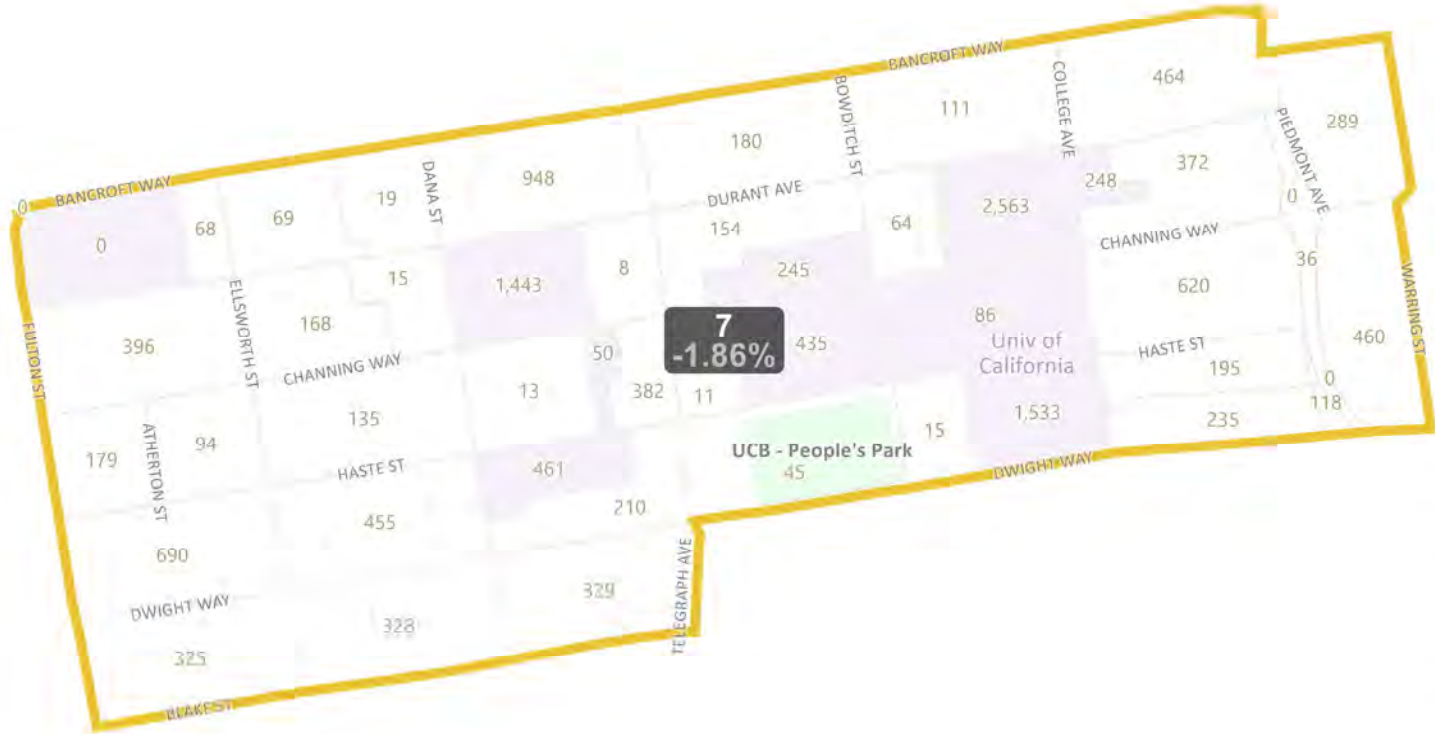 BANCROFT WAY
464
COLLEGE AVE
BOWDITCH ST
111
PIEDMONT AVE
289
180
372
948
DANA ST
248
19
DURANT AVE
2,563
0
BANCROFT WAY
0
68
69
154
64
CHANNING WAY
0
15
8
245
36
1,443
620
WARRING ST
ELLSWORTH ST
168
86
7
-1.86%
435
Univ of
California
460
FULTON ST
396
50
HASTE ST
CHANNING WAY
195
0
13
382
11
118
135
1,533
235
ATHERTON ST
94
15
179
UCB - People's Park
HASTE ST
461
45
DWIGHT WAY
210
455
690
TELEGRAPH AVE
329
DWIGHT WAY
328
325
BLAKE ST